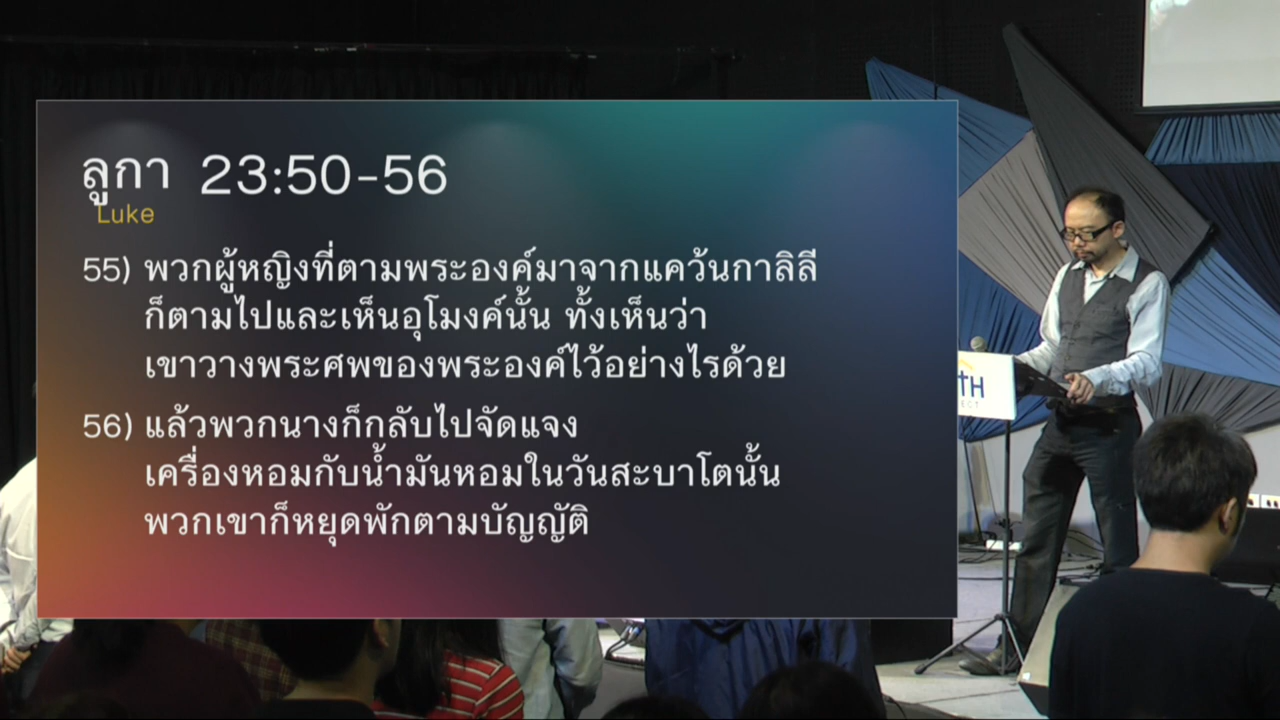 ลูกา 23:50-56
Luke
55) พวกผู้หญิงที่ตามพระองค์มาจากแคว้นกาลิลี
ก็ตามไปและเห็นอุโมงค์นั้น ทั้งเห็นว่า
เขาวางพระศพของพระองค์ไว้อย่างไรด้วย
56) แล้วพวกนางก็กลับไปจัดแจง
เครื่องหอมกับน้ำมันหอมในวันสะบาโตนั้น
พวกเขาก็หยุดพักตามบัญญัติ